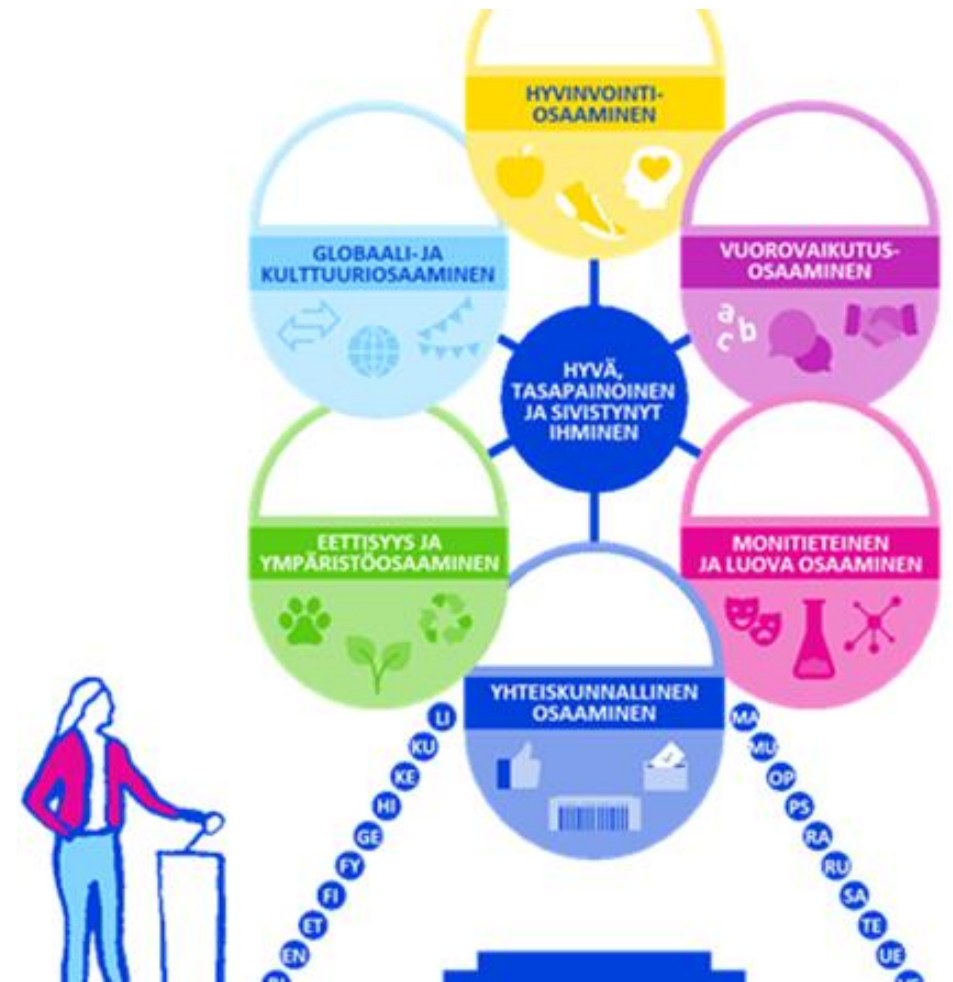 HYVINVOINTI-
OSAAMINEN
GLOBAALI- JA
KULTTUURIOSAAMINEN
VUOROVAIKUTUS-
OSAAMINEN
a
b
c
HYVÄ,
TASAPAINOINEN
JA SIVISTYNYT
IHMINEN
EETTISYYS JA
YMPÄRISTÖOSAAMINEN
MONITIETEINEN
JA LUOVA OSAAMINEN
YHTEISKUNNALLINEN
OSAAMINEN
LI
KU
KE
HI
GE
FY
FI
ET
EN
MA
MU
OP
PS
RA
RU
SA
TE
UE